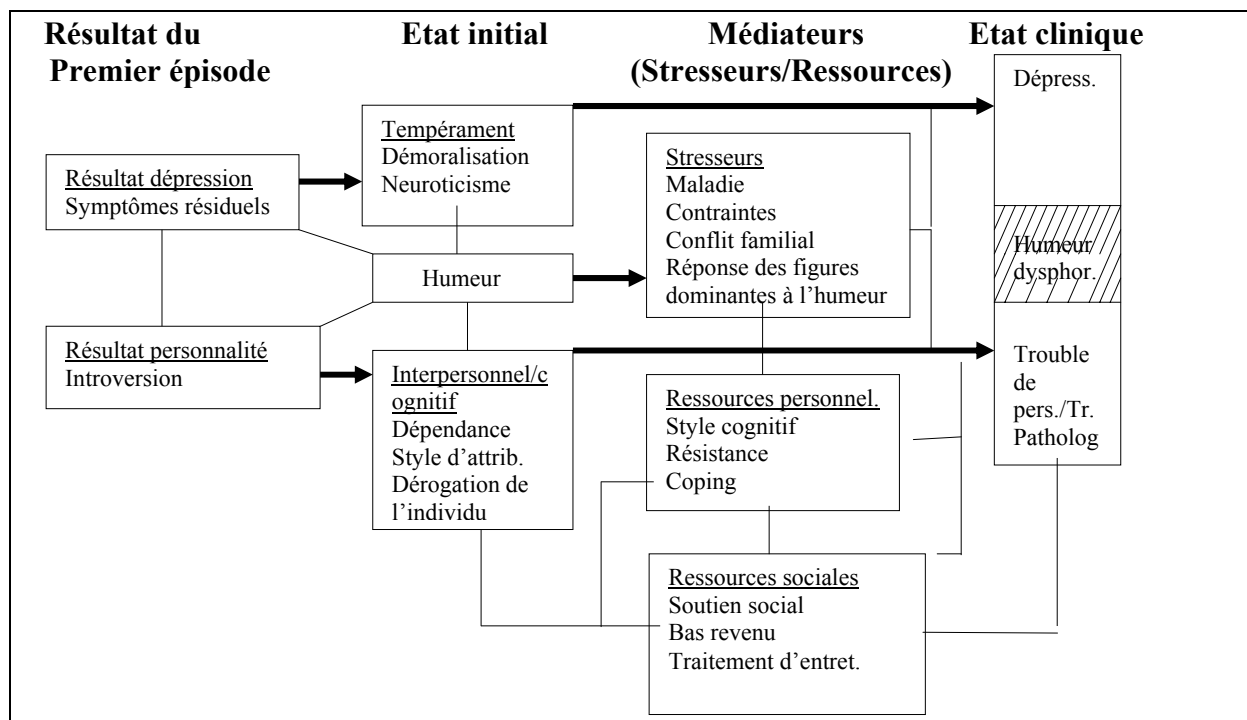 Résultat du
Premier épisode
Etat initial
Médiateurs
(Stresseurs/Ressources)
Etat clinique
Résultat dépression
Symptômes résiduels
Résultat personnalité
Introversion
Tempérament
Démoralisation
Neuroticisme
Humeur
Interpersonnel/c
ognitif
Dépendance
Style d’attrib.
Dérogation de
l’individu
Stresseurs
Maladie
Contraintes
Conflit familial
Réponse des figures
dominantes à l’humeur
Ressources personnel.
Style cognitif
Résistance
Coping
Ressources sociales
Soutien social
Bas revenu
Traitement d’entret.
Dépress.
Humeur
dysphor.
Trouble
de
pers./Tr.
Patholog